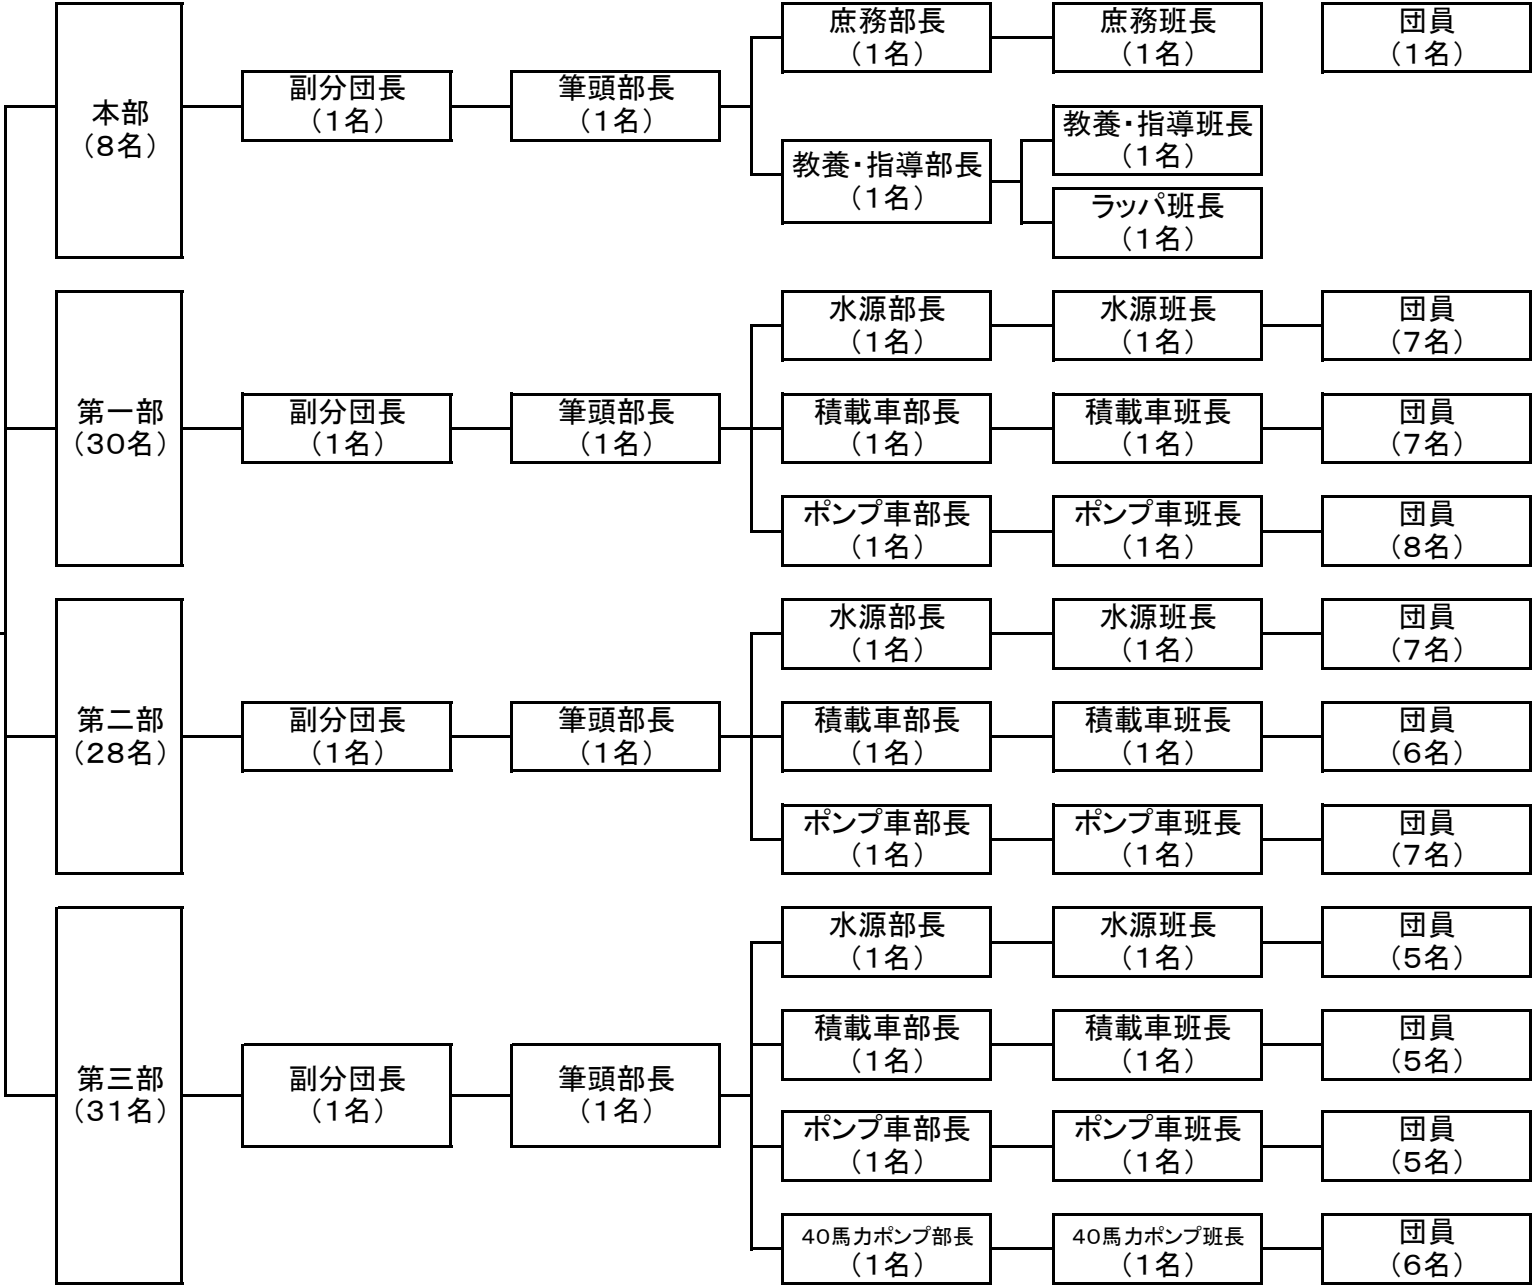 本部
（8名）
副分団長
（1名）
筆頭部長
（1名）
庶務部長
（1名）
庶務班長
（1名）
団員
（1名）
教養・指導部長
（1名）
教養・指導班長
（1名）
ラッパ班長
（1名）
第一部
（30名）
副分団長
（1名）
筆頭部長
（1名）
水源部長
（1名）
水源班長
（1名）
団員
（7名）
積載車部長
（1名）
積載車班長
（1名）
団員
（7名）
ポンプ車部長
（1名）
ポンプ車班長
（1名）
団員
（8名）
第二部
（28名）
副分団長
（1名）
筆頭部長
（1名）
水源部長
（1名）
水源班長
（1名）
団員
（7名）
積載車部長
（1名）
積載車班長
（1名）
団員
（6名）
ポンプ車部長
（1名）
ポンプ車班長
（1名）
団員
（7名）
第三部
（31名）
副分団長
（1名）
筆頭部長
（1名）
水源部長
（1名）
水源班長
（1名）
団員
（5名）
積載車部長
（1名）
積載車班長
（1名）
団員
（5名）
ポンプ車部長
（1名）
ポンプ車班長
（1名）
団員
（5名）
40馬力ポンプ部長
（1名）
40馬力ポンプ班長
（1名）
団員
（6名）